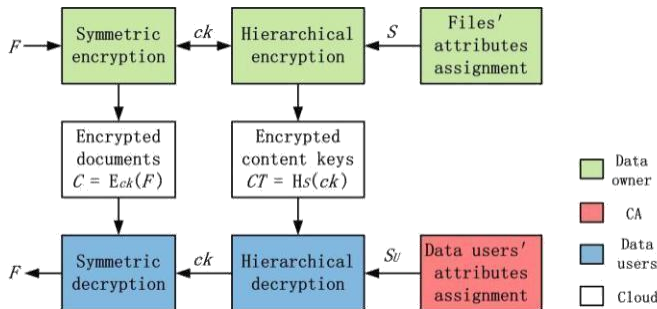 F
Symmetric
encryption
ck
Hierarchical
encryption
S
Files'
attributes
assignment
Encrypted
documents
C = Eck(F)
Encrypted
content keys
CT = HS(ck)
F
Symmetric
decryption
ck
Hierarchical
decryption
SU
Data users'
attributes
assignment
Data
owner
CA
Data
users
Cloud